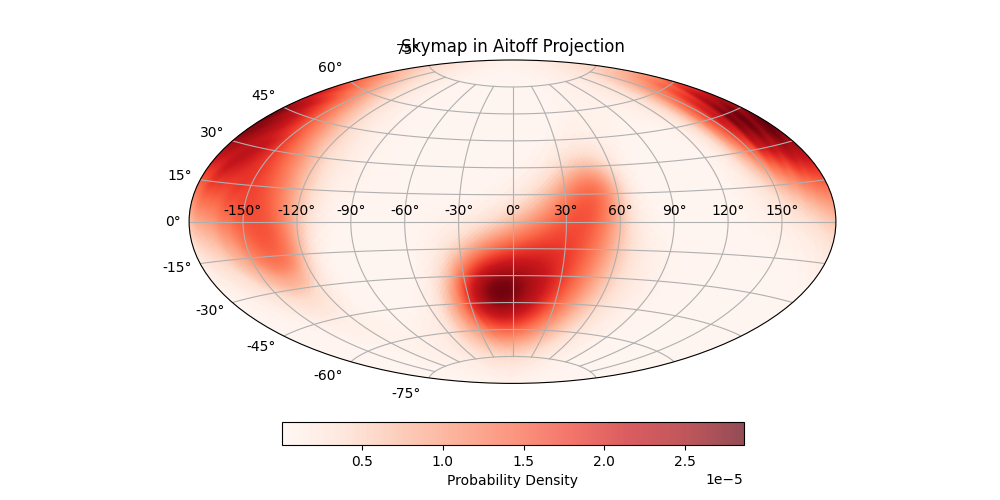 Skymap in Aitoff Projection
75°
60°
45°
30°
15°
0°
-150° -120° -90° -60° -30° 0° 30° 60° 90° 120° 150°
-15°
-30°
-45°
-60°
-75°
0.5 1.0 1.5 2.0 2.5
1e−5
Probability Density